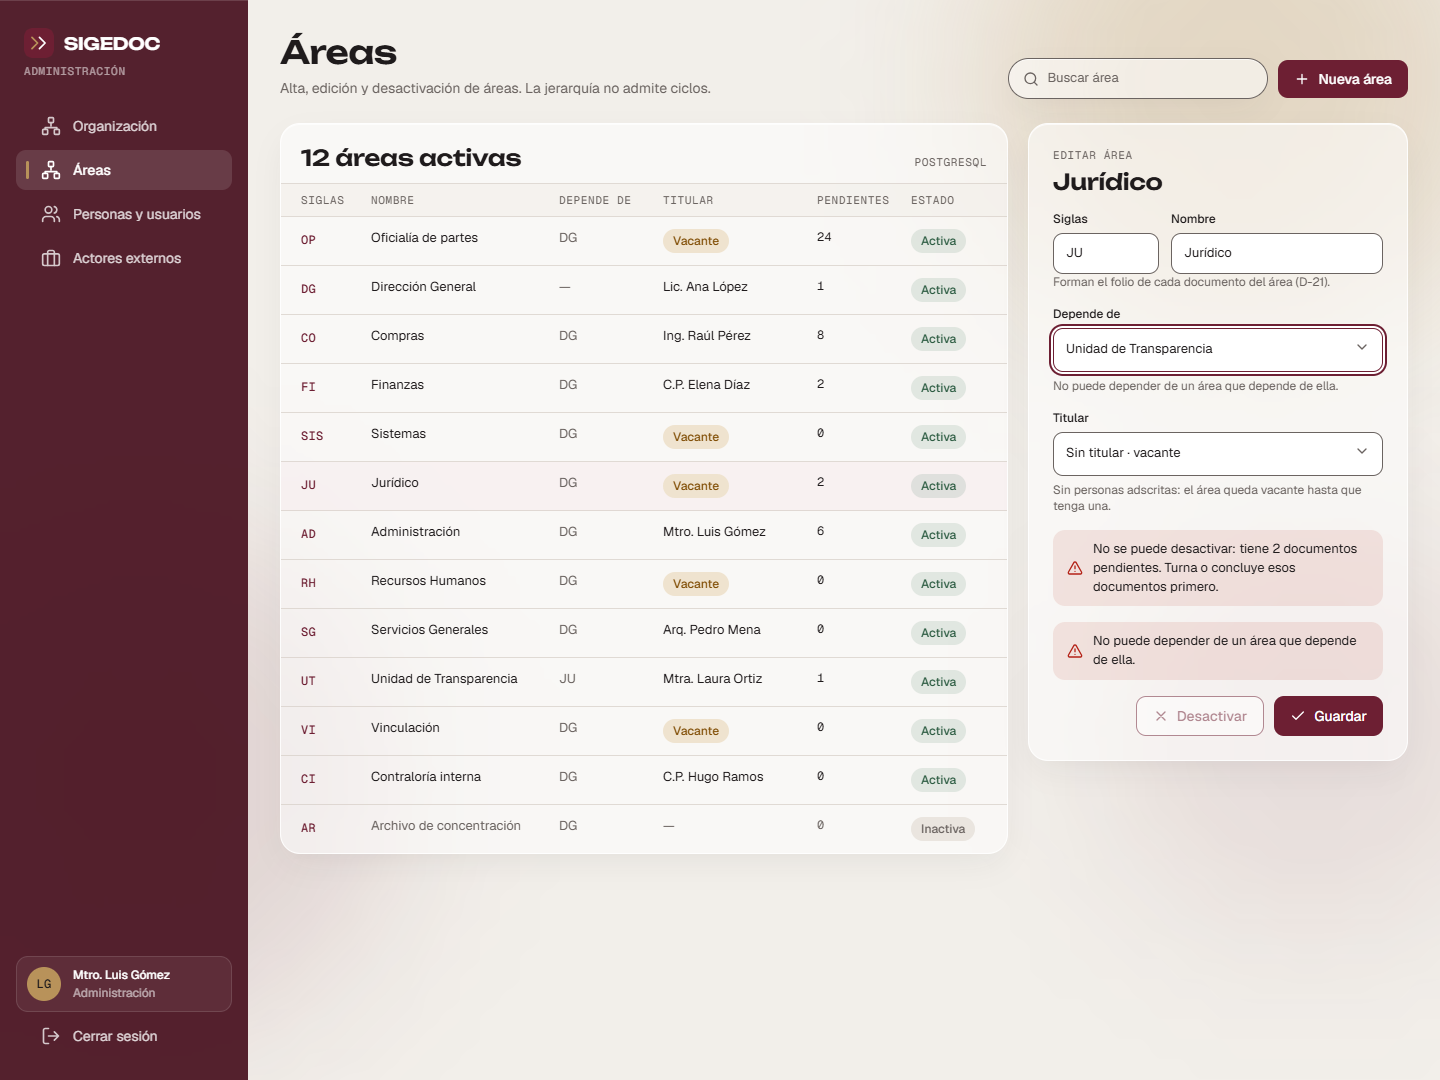 SIGEDOC
ADMINISTRACIÓN
Organización
Áreas
Personas y usuarios
Actores externos
Mtro. Luis Gómez
LG
Administración
Cerrar sesión
Áreas
Alta, edición y desactivación de áreas. La jerarquía no admite ciclos.
Buscar área
Nueva área
12 áreas activas
POSTGRESQL
SIGLAS NOMBRE DEPENDE DE TITULAR PENDIENTES ESTADO
OP Oficialía de partes DG Vacante 24 Activa
DG Dirección General — Lic. Ana López 1 Activa
CO Compras DG Ing. Raúl Pérez 8 Activa
FI Finanzas DG C.P. Elena Díaz 2 Activa
SIS Sistemas DG Vacante 0 Activa
JU Jurídico DG Vacante 2 Activa
AD Administración DG Mtro. Luis Gómez 6 Activa
RH Recursos Humanos DG Vacante 0 Activa
SG Servicios Generales DG Arq. Pedro Mena 0 Activa
UT Unidad de Transparencia JU Mtra. Laura Ortiz 1 Activa
VI Vinculación DG Vacante 0 Activa
CI Contraloría interna DG C.P. Hugo Ramos 0 Activa
AR Archivo de concentración DG — 0 Inactiva
EDITAR ÁREA
Jurídico
Siglas Nombre
JU Jurídico
Forman el folio de cada documento del área (D-21).
Depende de
Unidad de Transparencia
No puede depender de un área que depende de ella.
Titular
Sin titular · vacante
Sin personas adscritas: el área queda vacante hasta que
tenga una.
No se puede desactivar: tiene 2 documentos
pendientes. Turna o concluye esos
documentos primero.
No puede depender de un área que depende
de ella.
Desactivar Guardar